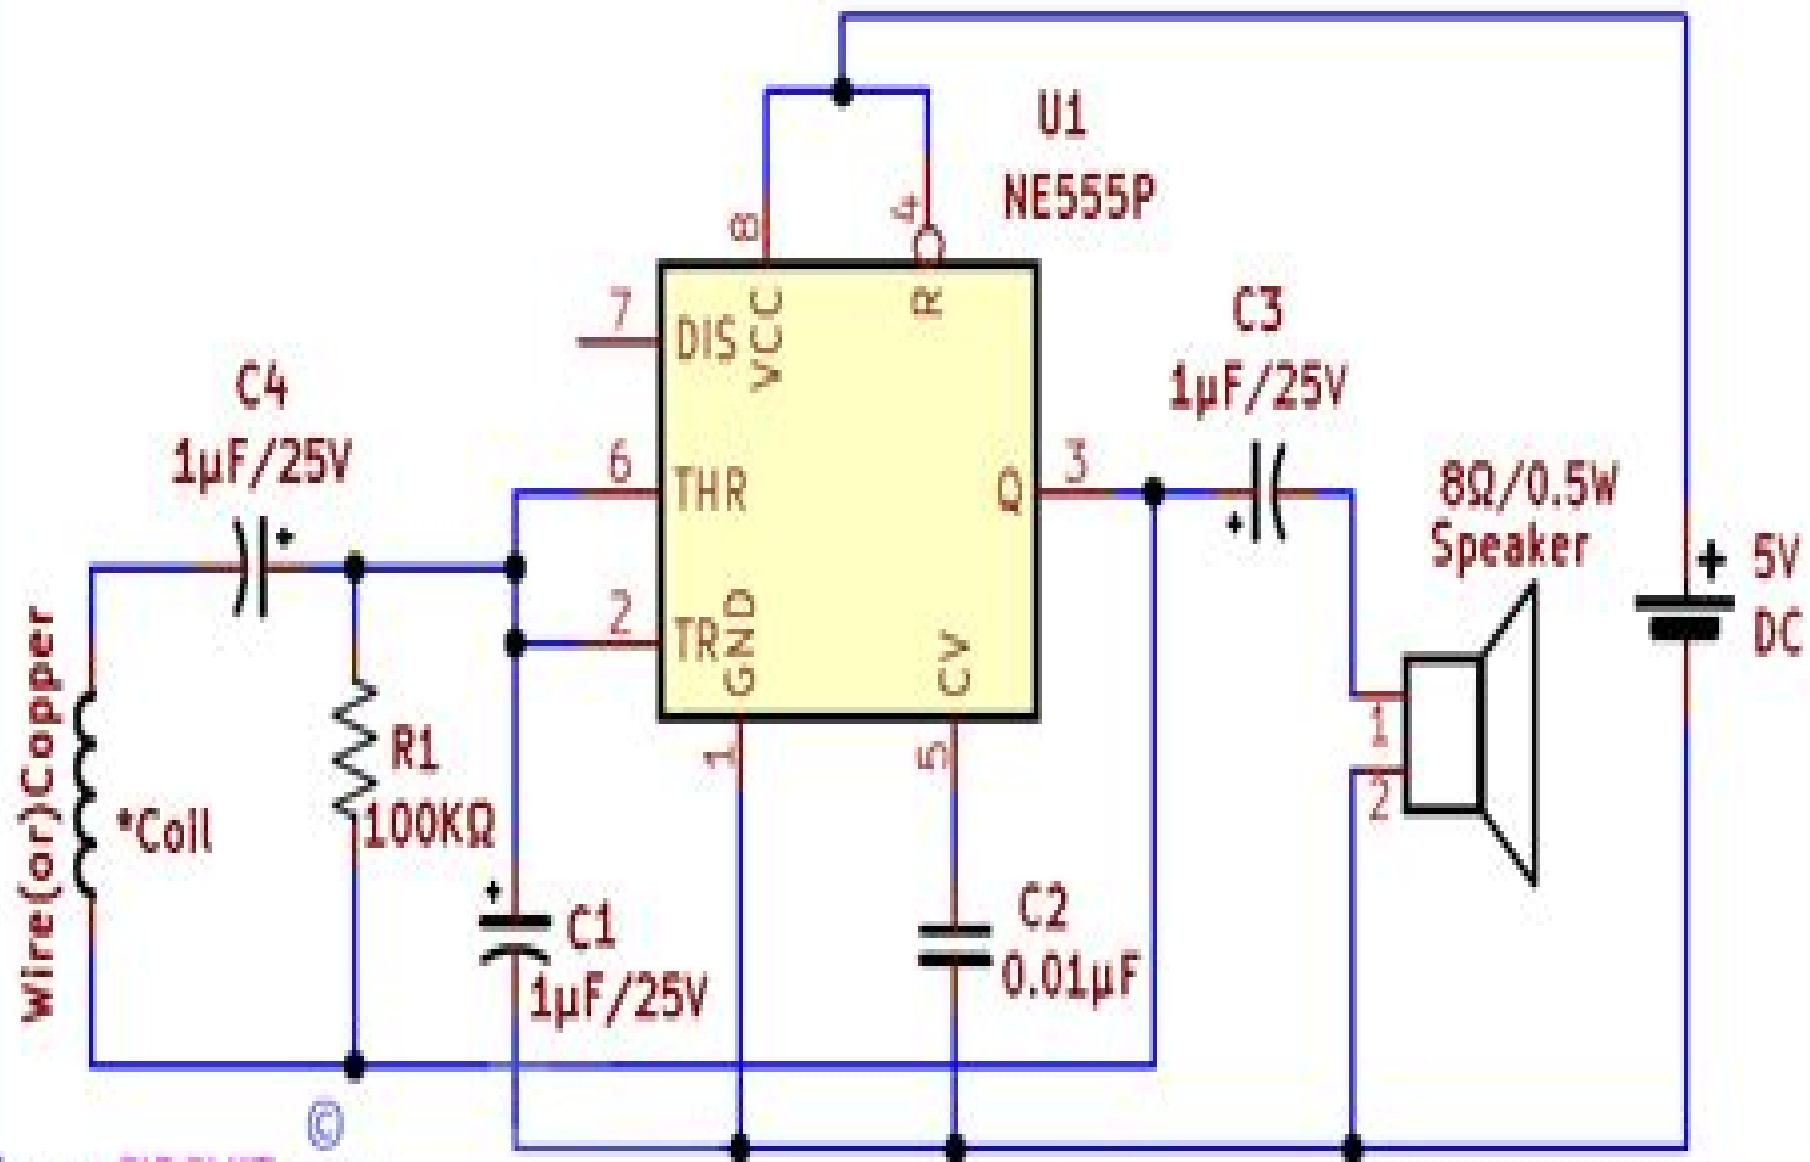 U1
NE555P
8
4
7
DIS
VCC
R
C3
1µF/25V
C4
1µF/25V
6
THR
Q
3
8Ω/0.5W
Speaker
+
5V
DC
2
TR
GND
CV
1
2
Wire(or)Copper
*Coil
R1
100KΩ
1
5
+
C1
1µF/25V
C2
0.01µF
©